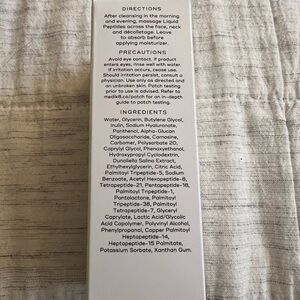 DIRECTIONS
After cleansing in the morning
and evening, massage Liquid
Peptides across the face, neck
and décolletage. Leave
to absorb before
applying moisturizer.
PRECAUTIONS
Avoid eye contact. If product
enters eyes, rinse well with water.
If irritation occurs, cease use.
Should irritation persist, consult a
physician. Use only as directed and
on unbroken skin. Patch testing
prior to use is advised. Refer to
medik8.co/patch for an in-depth
guide to patch testing
INGREDIENTS
Water, Glycerin, Butylene Glycol,
Inulin, Sodium Hyaluronate,
Panthenol, Alpha-Glucan
Oligosaccharide, Carnosine,
Carbomer, Polysorbate 20,
Caprylyl Glycol, Phenoxyethanol,
Hydroxypropyl Cyclodextrin,
Dunaliella Salina Extract,
Ethylhexylglycerin, Citric Acid,
Palmitoyl Tripeptide-5, Sodium
Benzoate, Acetyl Hexapeptide-8,
Tetrapeptide-21, Pentapeptide-18,
Palmitoyl Tripeptide-1,
Pantolactone, Palmitoyl
Tripeptide-38, Palmitoyl
Tetrapeptide-7, Glyceryl
Caprylate, Lactic Acid/Glycolic
Acid Copolymer, Polyvinyl Alcohol,
Phenylpropanol, Copper Palmitoyl
Heptapeptide-14,
Heptapeptide-15 Palmitate,
Potassium Sorbate, Xanthan Gum.